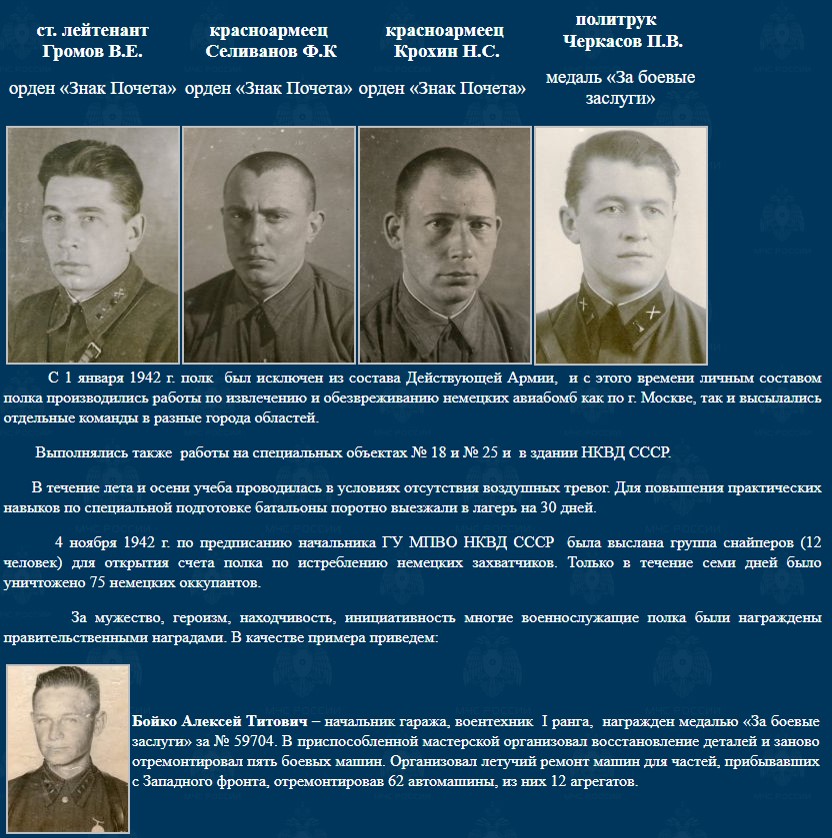 ст. лейтенант
Громов В.Е.
орден «Знак Почета»
красноармеец
Селиванов Ф.К
орден «Знак Почета»
красноармеец
Крохин Н.С.
орден «Знак Почета»
политрук
Черкасов П.В.
медаль «За боевые
заслуги»
С 1 января 1942 г. полк был исключен из состава Действующей Армии, и с этого времени личным составом
полка производились работы по извлечению и обезвреживанию немецких авиабомб как по г. Москве, так и высылались
отдельные команды в разные города областей.
Выполнялись также работы на специальных объектах № 18 и № 25 и в здании НКВД СССР.
В течение лета и осени учеба проводилась в условиях отсутствия воздушных тревог. Для повышения практических
навыков по специальной подготовке батальоны поротно выезжали в лагерь на 30 дней.
4 ноября 1942 г. по предписанию начальника ГУ МПВО НКВД СССР была выслана группа снайперов (12
человек) для открытия счета полка по истреблению немецких захватчиков. Только в течение семи дней было
уничтожено 75 немецких оккупантов.
За мужество, героизм, находчивость, инициативность многие военнослужащие полка были награждены
правительственными наградами. В качестве примера приведем:
Бойко Алексей Титович – начальник гаража, воентехник I ранга, награжден медалью «За боевые
заслуги» за № 59704. В приспособленной мастерской организовал восстановление деталей и заново
отремонтировал пять боевых машин. Организовал летучий ремонт машин для частей, прибывавших
с Западного фронта, отремонтировав 62 автомашины, из них 12 агрегатов.